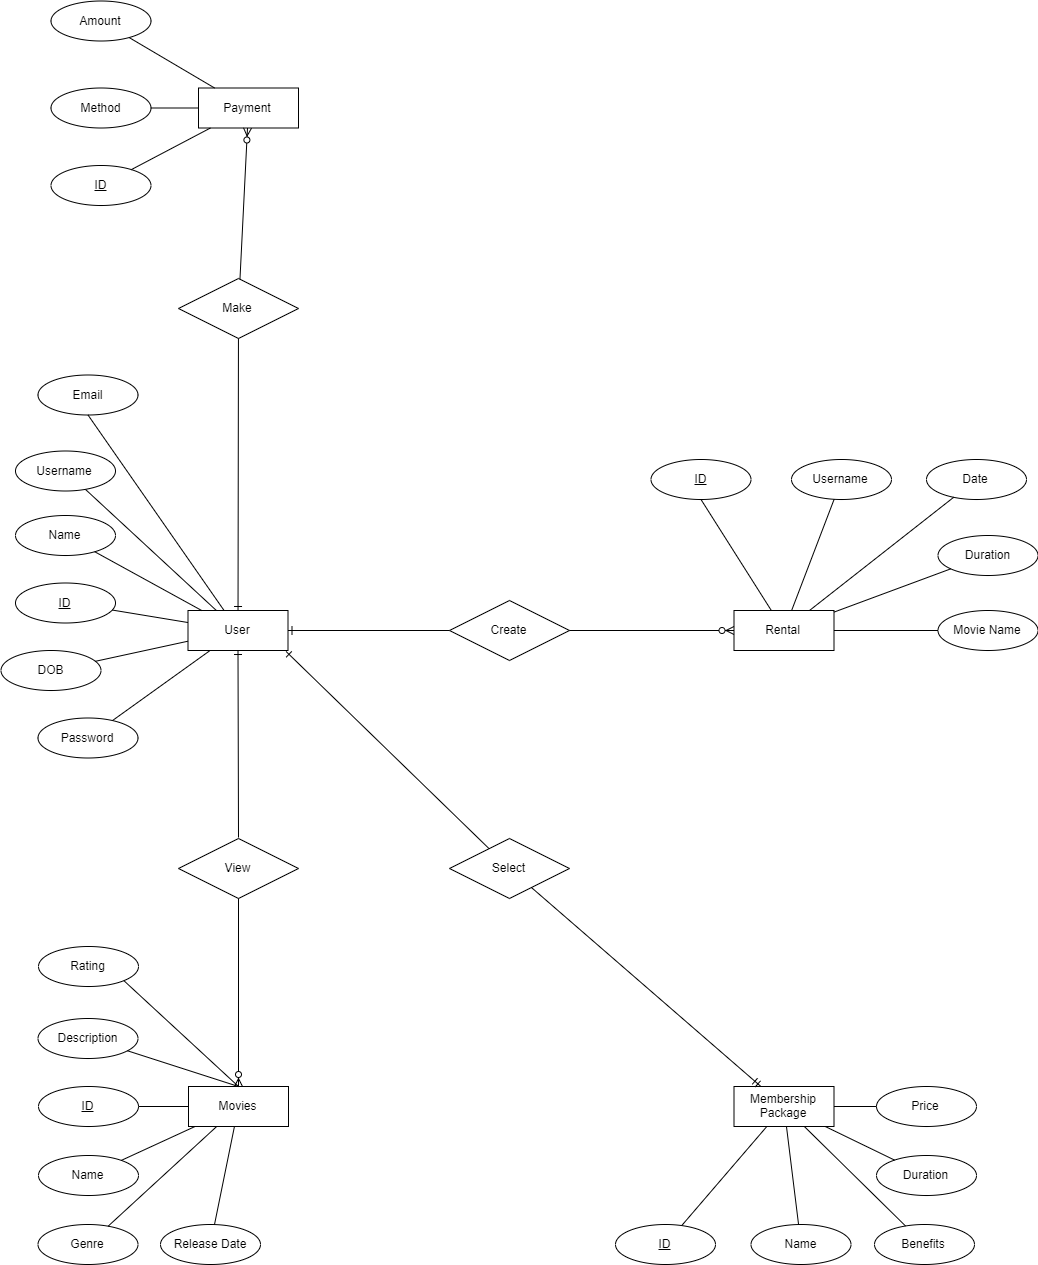 Amount
Method
Payment
ID
Make
Email
Username
Name
ID
DOB
Password
User
Create
ID
Username
Date
Duration
Rental
Movie Name
View
Select
Rating
Description
ID
Movies
Name
Genre
Release Date
Membership
Package
Price
Duration
ID
Name
Benefits